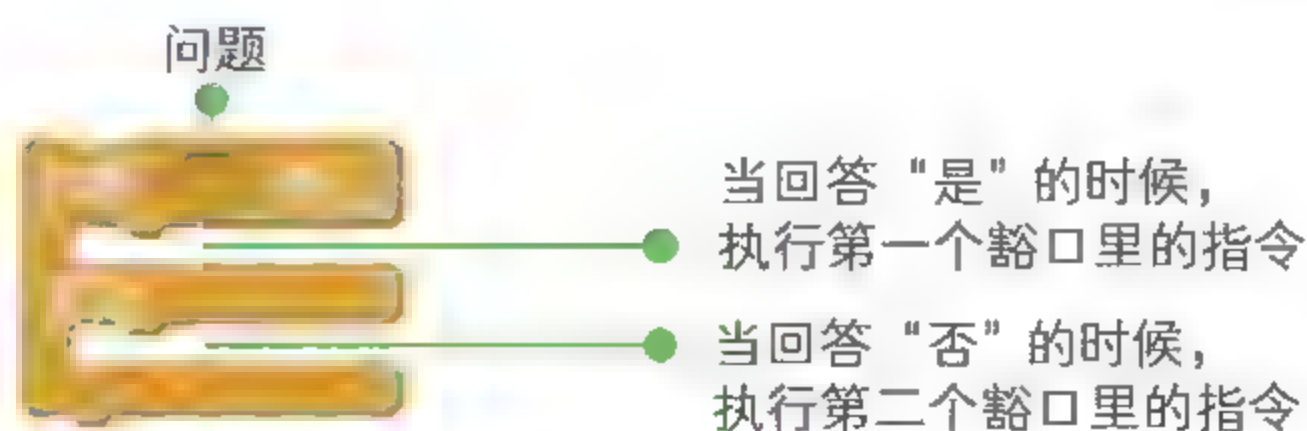 问题
当回答“是”的时候，
执行第一个豁口里的指令
当回答“否”的时候，
执行第二个豁口里的指令